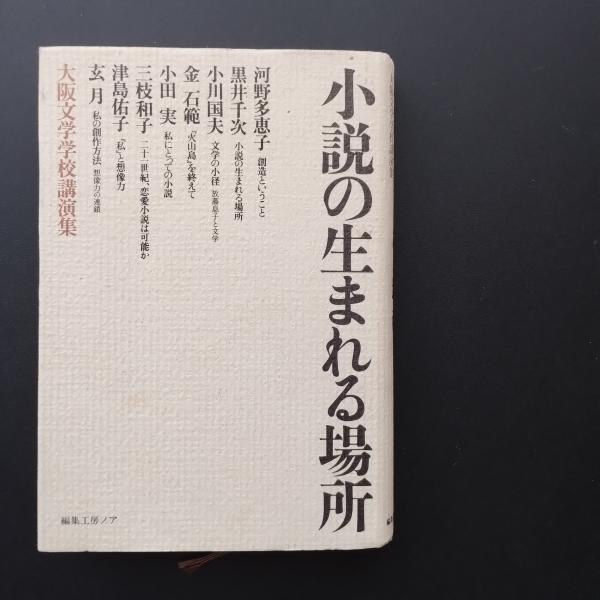 小説の生まれる場所
河野多恵子 創造ということ
黒井千次 小説の生まれる場所
小川国夫 文学の小径 放蕩息子と文学
金 石範 『火山島』を終えて
小田 実 私にとっての小説
三枝和子 二十一世紀、恋愛小説は可能か
津島佑子 「私」と想像力
玄 月 私の創作方法 想像力の連鎖
大阪文学学校講演集
編集工房ノア